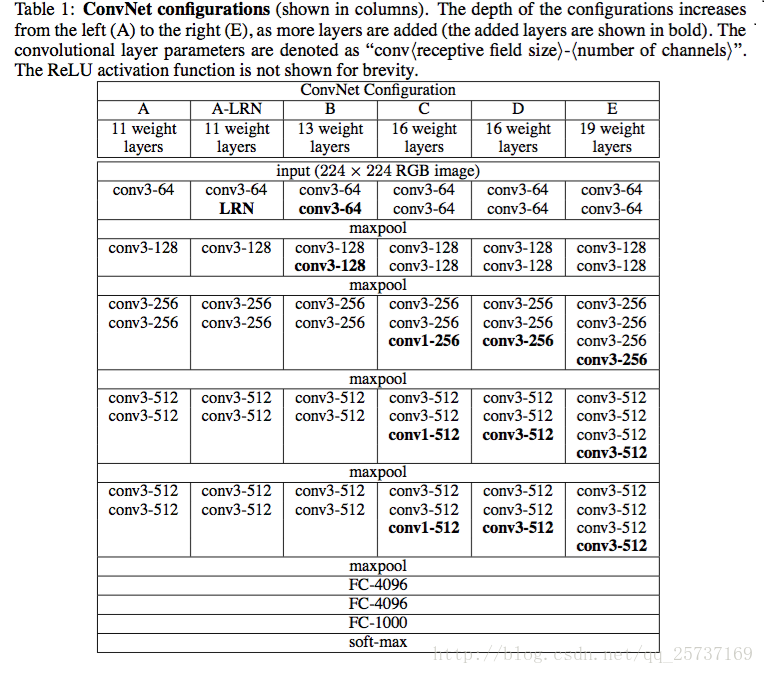 Table 1: ConvNet configurations (shown in columns). The depth of the configurations increases
from the left (A) to the right (E), as more layers are added (the added layers are shown in bold). The
convolutional layer parameters are denoted as “conv⟨receptive field size⟩-⟨number of channels⟩”.
The ReLU activation function is not shown for brevity.
ConvNet Configuration
A A-LRN B C D E
11 weight 11 weight 13 weight 16 weight 16 weight 19 weight
layers layers layers layers layers layers
input (224 × 224 RGB image)
conv3-64 conv3-64 conv3-64 conv3-64 conv3-64 conv3-64
LRN conv3-64 conv3-64 conv3-64 conv3-64
maxpool
conv3-128 conv3-128 conv3-128 conv3-128 conv3-128 conv3-128
conv3-128 conv3-128 conv3-128 conv3-128
maxpool
conv3-256 conv3-256 conv3-256 conv3-256 conv3-256 conv3-256
conv3-256 conv3-256 conv3-256 conv3-256 conv3-256 conv3-256
conv1-256 conv3-256 conv3-256
conv3-256
maxpool
conv3-512 conv3-512 conv3-512 conv3-512 conv3-512 conv3-512
conv3-512 conv3-512 conv3-512 conv3-512 conv3-512 conv3-512
conv1-512 conv3-512 conv3-512
conv3-512
maxpool
conv3-512 conv3-512 conv3-512 conv3-512 conv3-512 conv3-512
conv3-512 conv3-512 conv3-512 conv3-512 conv3-512 conv3-512
conv1-512 conv3-512 conv3-512
conv3-512
maxpool
FC-4096
FC-4096
FC-1000
soft-max
http://blog.csdn.net/qq_25737169